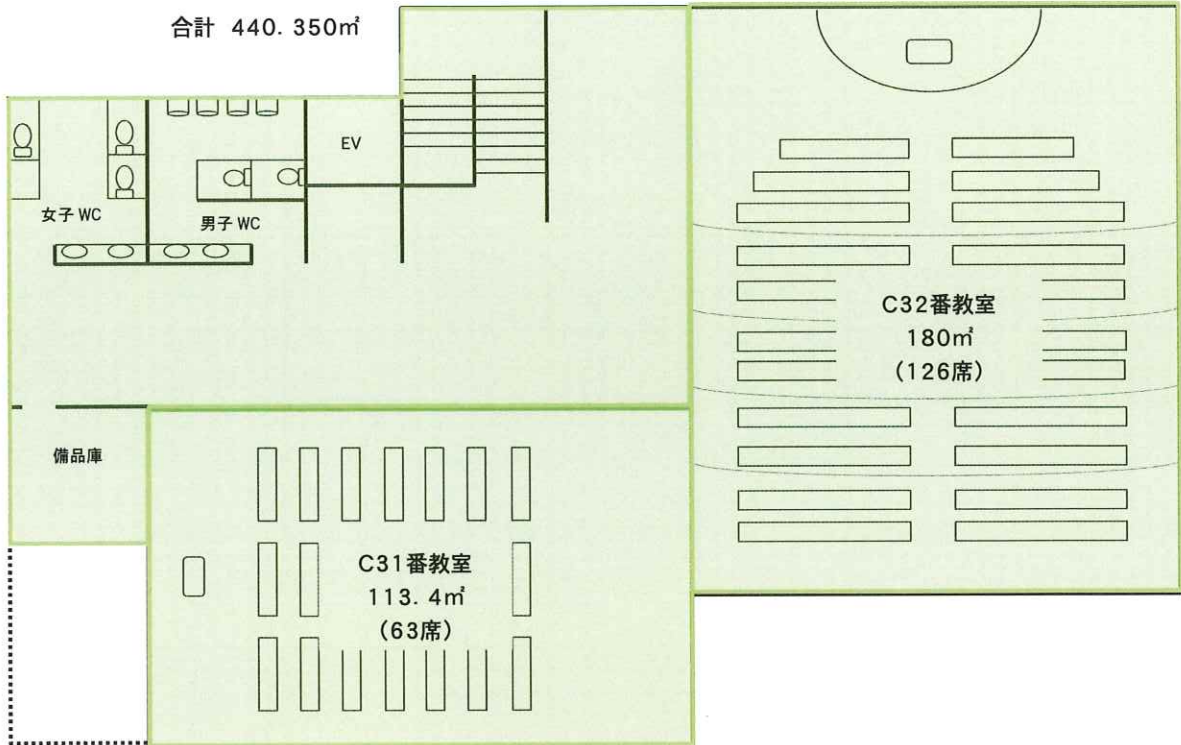 合計 440. 350㎡
EV
女子 WC
男子 WC
C32番教室
180㎡
(126席)
備品庫
C31番教室
113. 4㎡
(63席)